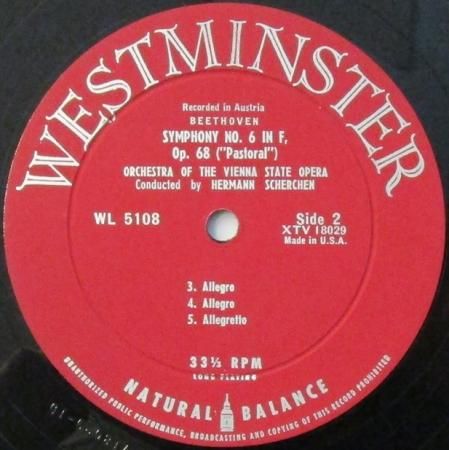 WESTMINSTER
Recorded in Austria
BEETHOVEN
SYMPHONY NO. 6 IN F,
Op. 68 ("Pastoral")
ORCHESTRA OF THE VIENNA STATE OPERA
Conducted by HERMANN SCHERCHEN
WL 5108
Side 2
XTV 18029
Made in U.S.A.
3. Allegro
4. Allegro
5. Allegretto
33⅓ RPM
LONG PLAYING
NATURAL BALANCE
UNAUTHORIZED PUBLIC PERFORMANCE, BROADCASTING AND COPYING OF THIS RECORD PROHIBITED